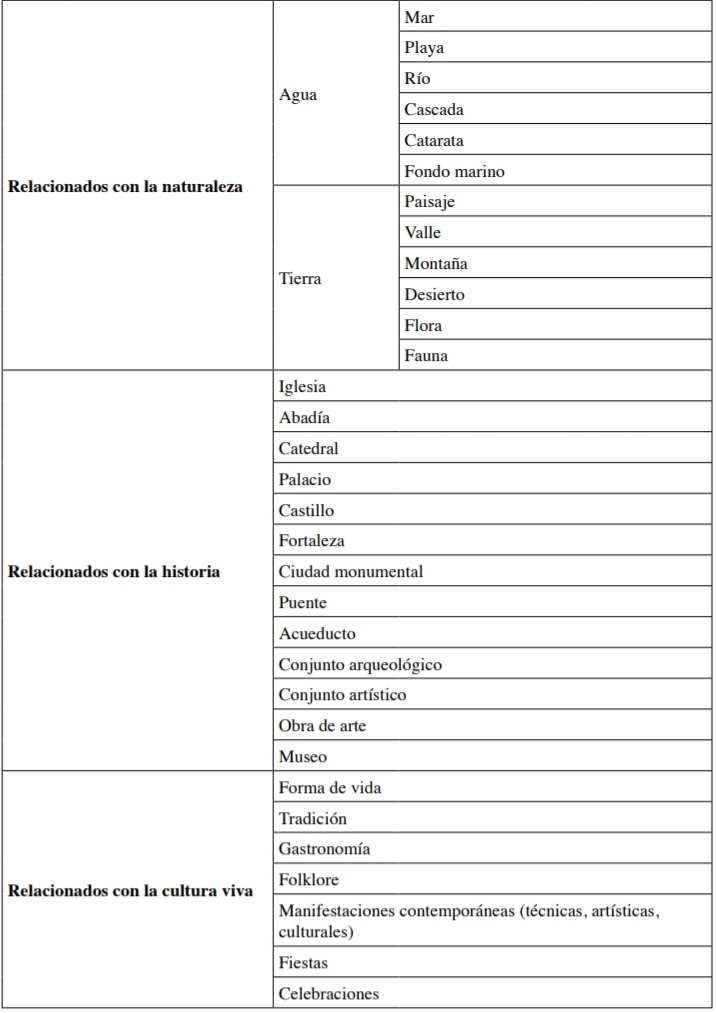 Relacionados con la naturaleza
Agua
Mar
Playa
Río
Cascada
Catarata
Fondo marino
Tierra
Paisaje
Valle
Montaña
Desierto
Flora
Fauna
Relacionados con la historia
Iglesia
Abadía
Catedral
Palacio
Castillo
Fortaleza
Ciudad monumental
Puente
Acueducto
Conjunto arqueológico
Conjunto artístico
Obra de arte
Museo
Relacionados con la cultura viva
Forma de vida
Tradición
Gastronomía
Folklore
Manifestaciones contemporáneas (técnicas, artísticas,
culturales)
Fiestas
Celebraciones